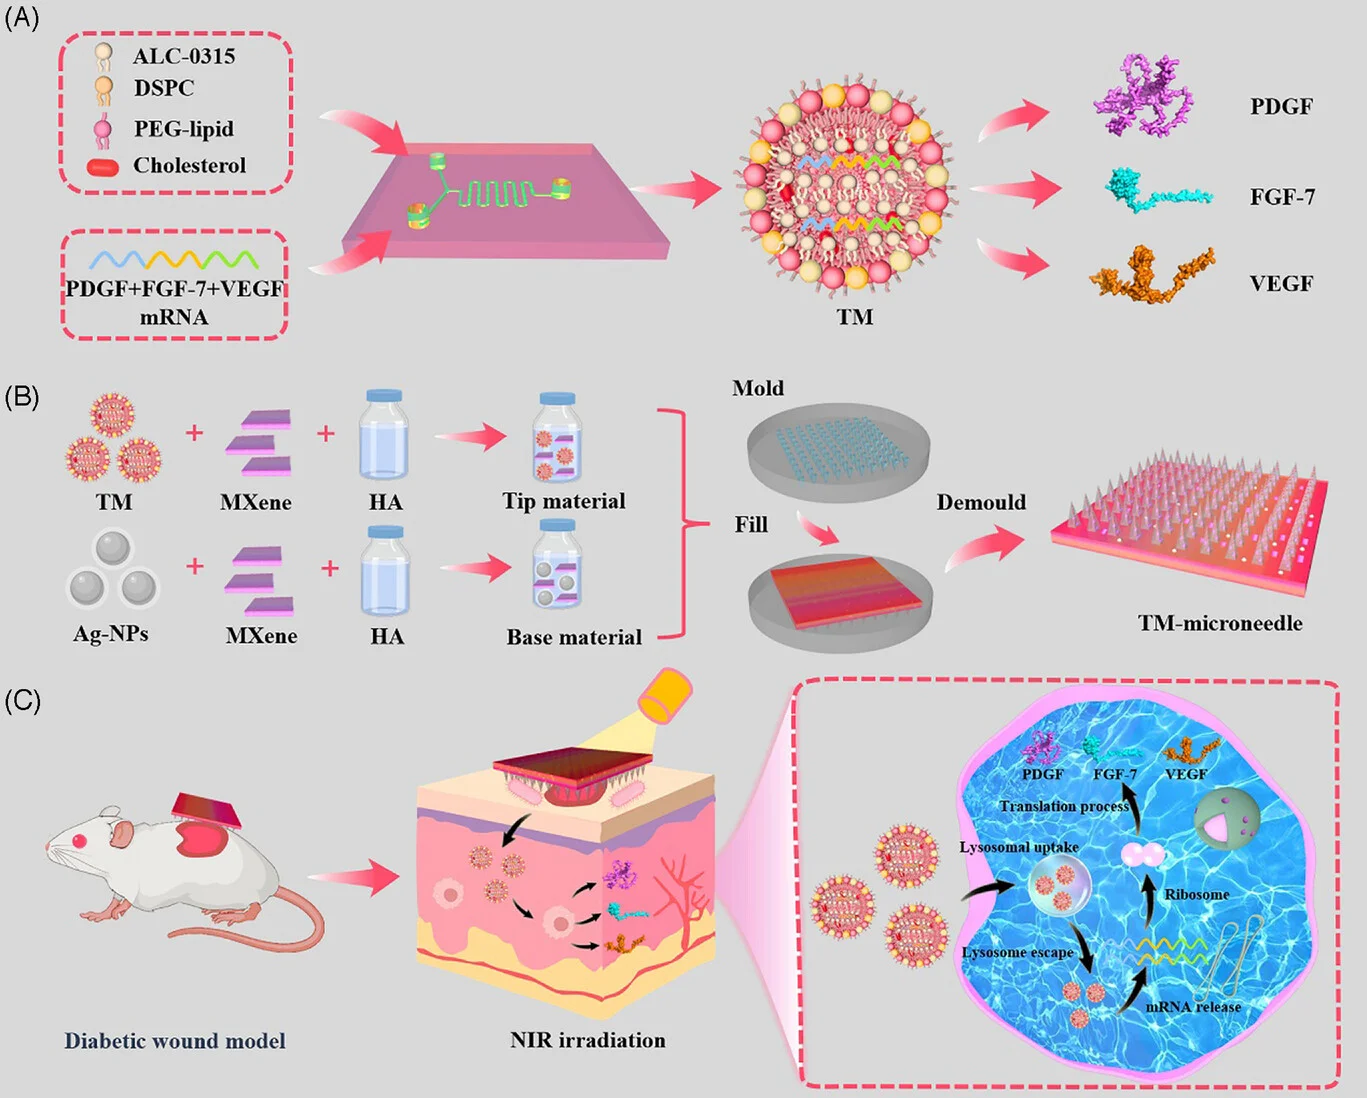 (A)
ALC-0315
DSPC
PEG-lipid
Cholesterol
PDGF+FGF-7+VEGF
mRNA
TM
PDGF
FGF-7
VEGF
(B)
TM
+
MXene
+
HA
Tip material
Ag-NPs
+
MXene
+
HA
Base material
Mold
Fill
Demould
TM-microneedle
(C)
Diabetic wound model
NIR irradiation
PDGF
FGF-7
VEGF
Translation process
Lysosomal uptake
Ribosome
Lysosome escape
mRNA release